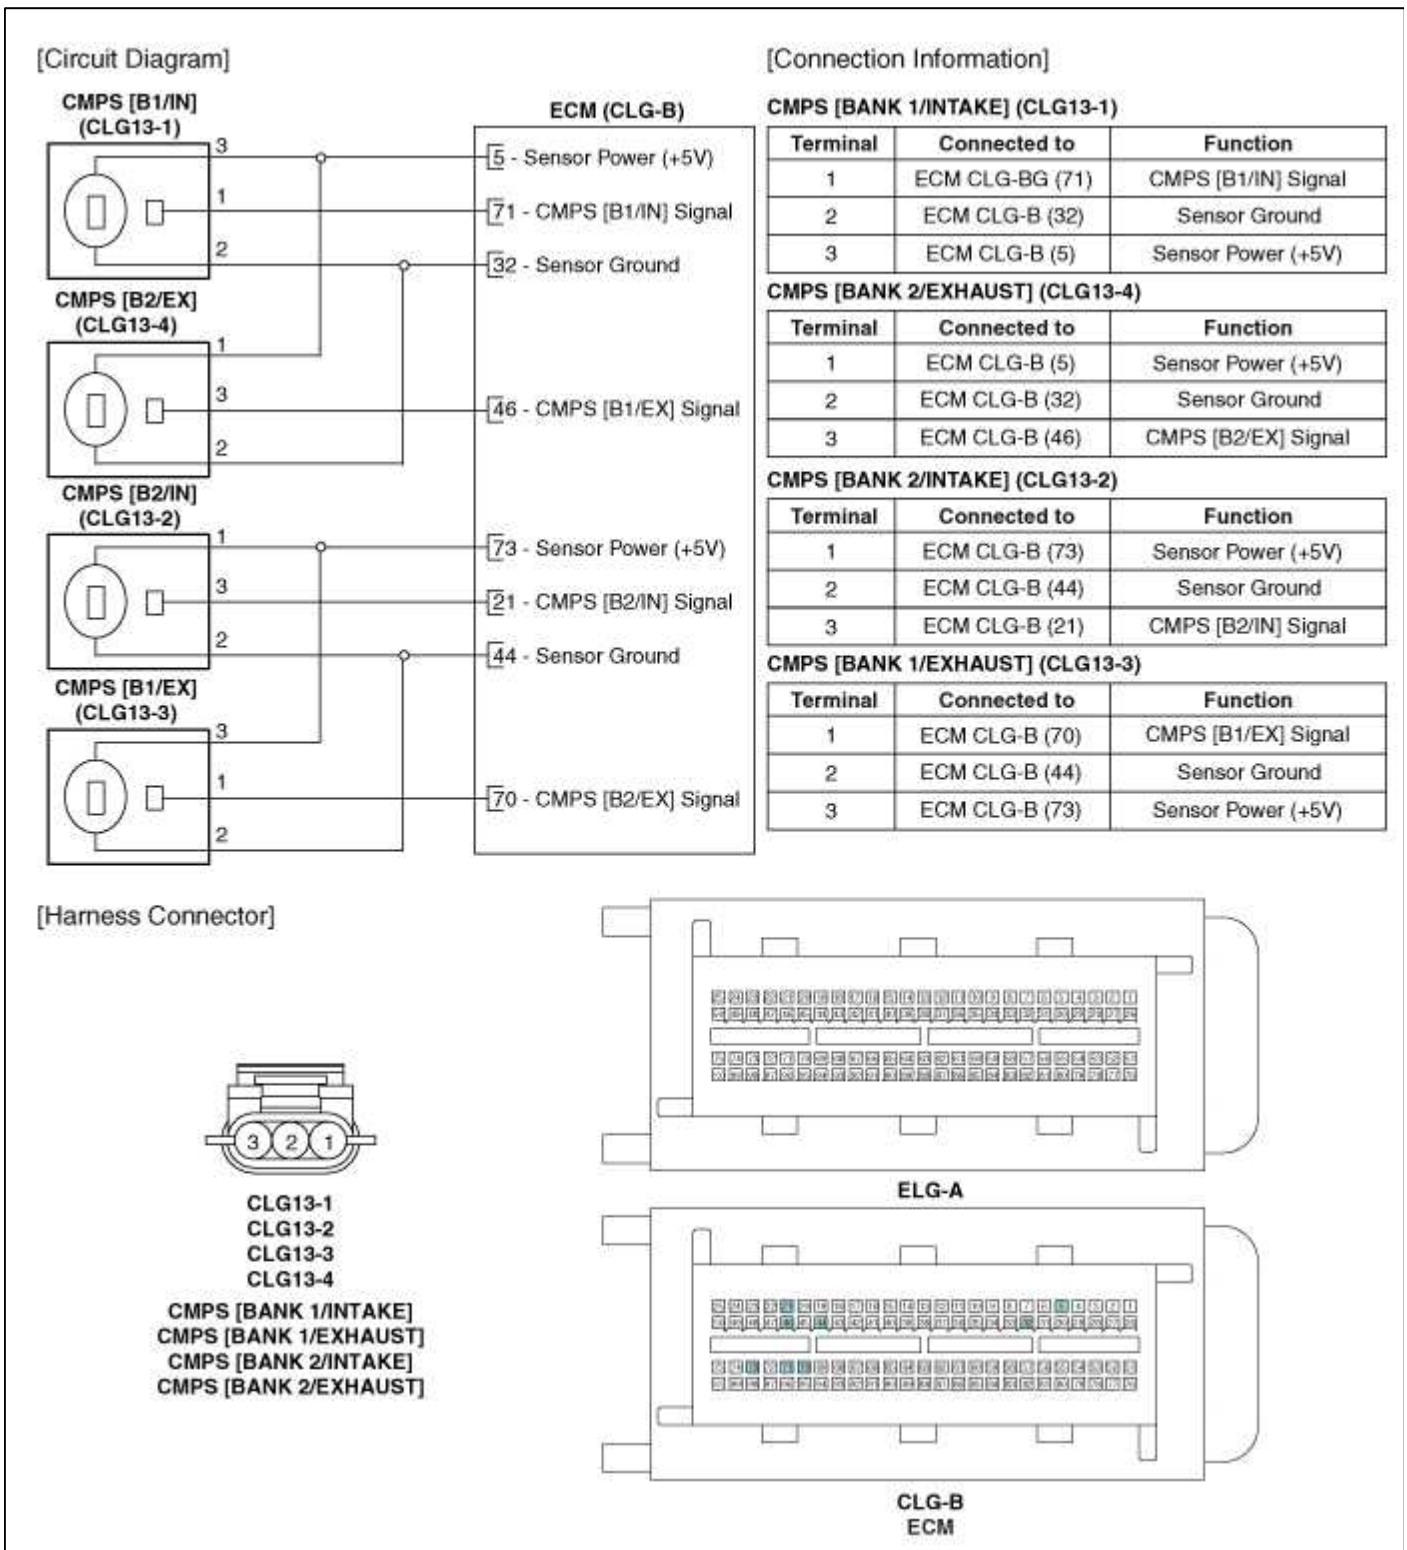 [Circuit Diagram]
CMPS [B1/IN]
(CLG13-1)
3
1
2
CMPS [B2/EX]
(CLG13-4)
1
3
2
CMPS [B2/IN]
(CLG13-2)
1
3
2
CMPS [B1/EX]
(CLG13-3)
3
1
2
ECM (CLG-B)
5 - Sensor Power (+5V)
71 - CMPS [B1/IN] Signal
32 - Sensor Ground
46 - CMPS [B1/EX] Signal
73 - Sensor Power (+5V)
21 - CMPS [B2/IN] Signal
44 - Sensor Ground
70 - CMPS [B2/EX] Signal
[Connection Information]
CMPS [BANK 1/INTAKE] (CLG13-1)
Terminal Connected to Function
1 ECM CLG-BG (71) CMPS [B1/IN] Signal
2 ECM CLG-B (32) Sensor Ground
3 ECM CLG-B (5) Sensor Power (+5V)
CMPS [BANK 2/EXHAUST] (CLG13-4)
Terminal Connected to Function
1 ECM CLG-B (5) Sensor Power (+5V)
2 ECM CLG-B (32) Sensor Ground
3 ECM CLG-B (46) CMPS [B2/EX] Signal
CMPS [BANK 2/INTAKE] (CLG13-2)
Terminal Connected to Function
1 ECM CLG-B (73) Sensor Power (+5V)
2 ECM CLG-B (44) Sensor Ground
3 ECM CLG-B (21) CMPS [B2/IN] Signal
CMPS [BANK 1/EXHAUST] (CLG13-3)
Terminal Connected to Function
1 ECM CLG-B (70) CMPS [B1/EX] Signal
2 ECM CLG-B (44) Sensor Ground
3 ECM CLG-B (73) Sensor Power (+5V)
[Harness Connector]
3 2 1
CLG13-1
CLG13-2
CLG13-3
CLG13-4
CMPS [BANK 1/INTAKE]
CMPS [BANK 1/EXHAUST]
CMPS [BANK 2/INTAKE]
CMPS [BANK 2/EXHAUST]
ELG-A
CLG-B
ECM